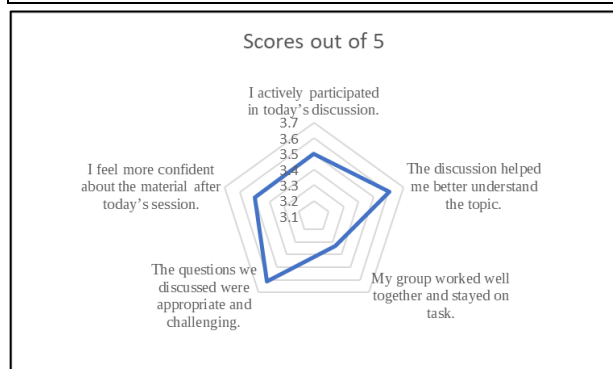 Scores out of 5
I actively participated
in today’s discussion.
3.7
3.6
3.5
3.4
3.3
3.2
3.1
The discussion helped
me better understand
the topic.
My group worked well
together and stayed on
task.
The questions we
discussed were
appropriate and
challenging.
I feel more confident
about the material after
today’s session.